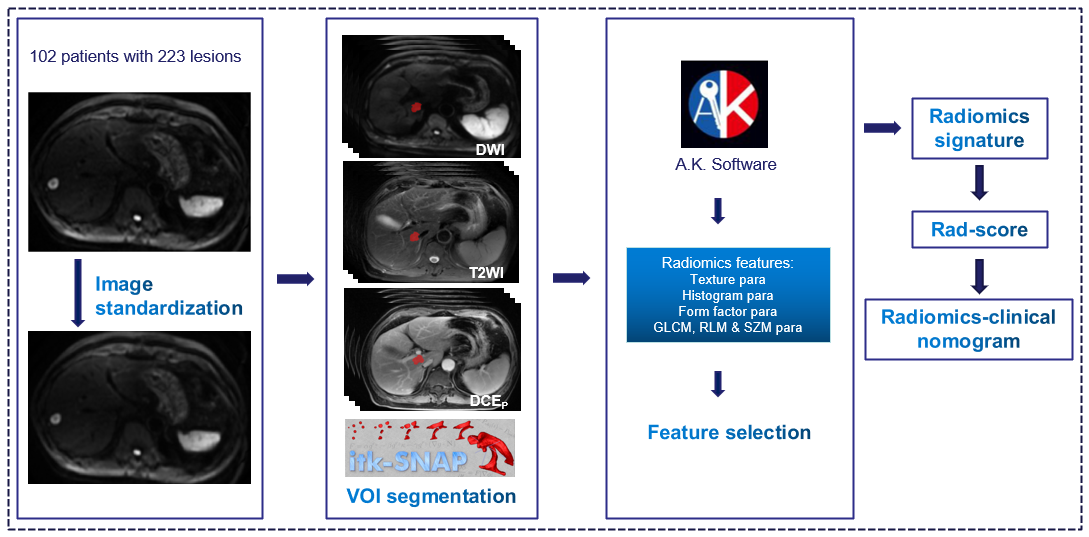 102 patients with 223 lesions
Image
standardization
DWI
T2WI
DCEP
itk-SNAP
VOI segmentation
AK
A.K. Software
Radiomics features:
Texture para
Histogram para
Form factor para
GLCM, RLM & SZM para
Feature selection
Radiomics
signature
Rad-score
Radiomics-clinical
nomogram